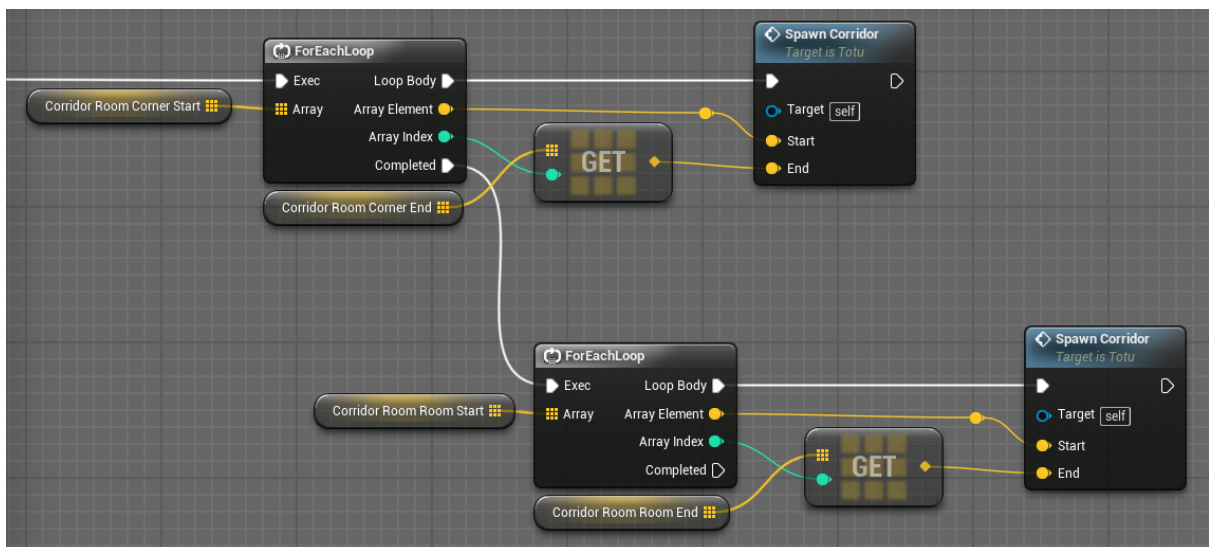 ForEachLoop
Exec
Loop Body
Corridor Room Corner Start
Array
Array Element
Array Index
Completed
Corridor Room Corner End
GET
Spawn Corridor
Target is Totu
Target self
Start
End
ForEachLoop
Exec
Loop Body
Corridor Room Room Start
Array
Array Element
Array Index
Completed
Corridor Room Room End
GET
Spawn Corridor
Target is Totu
Target self
Start
End